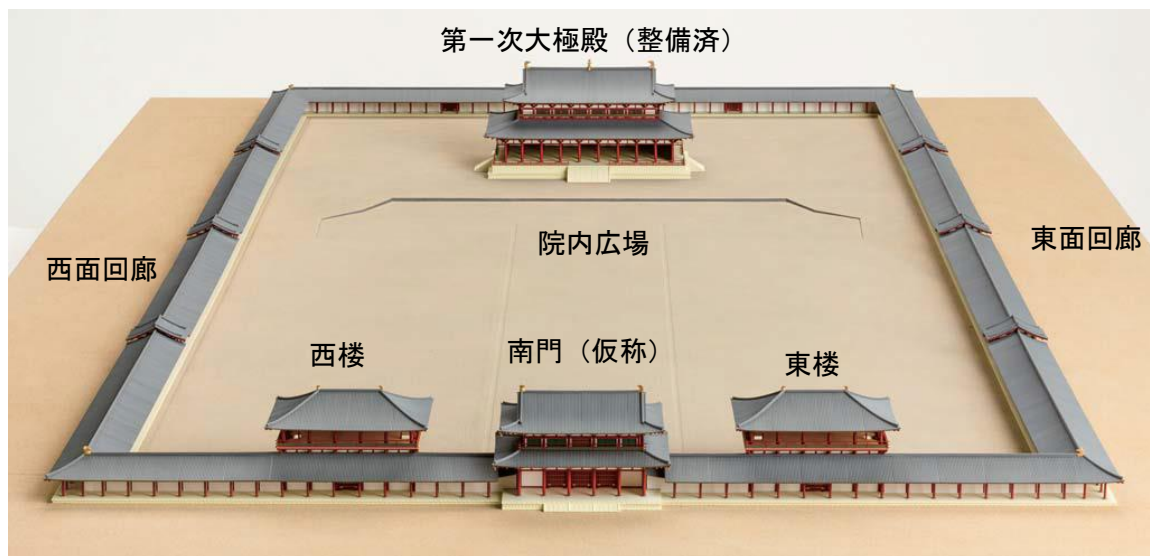 第一次大極殿（整備済）
院内広場
東面回廊
西面回廊
西楼
南門（仮称）
東楼